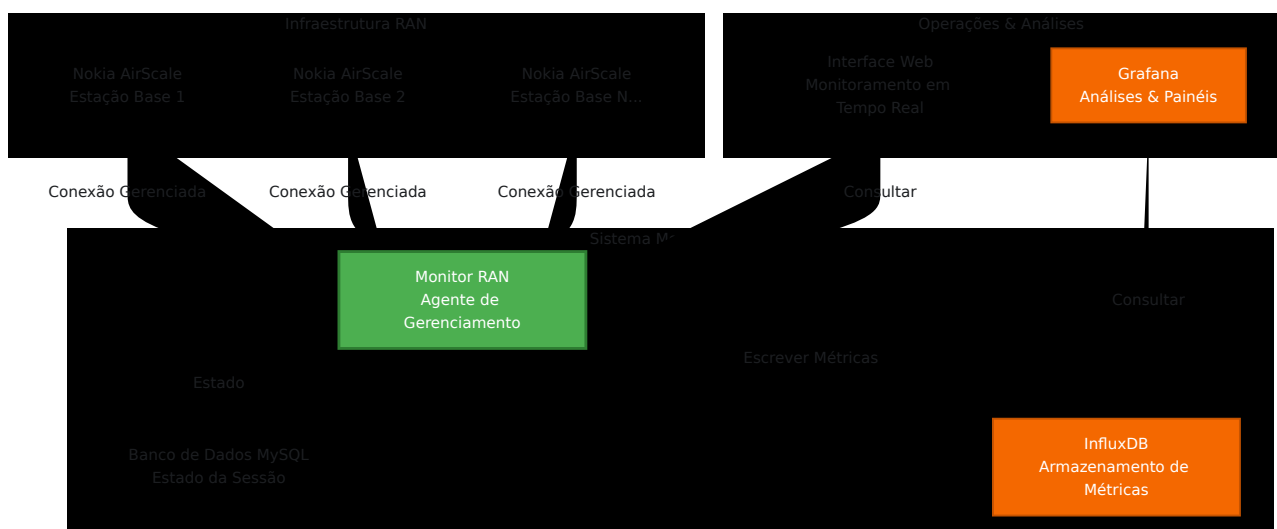 Infraestrutura RAN
Nokia AirScale
Estação Base 1
Nokia AirScale
Estação Base 2
Nokia AirScale
Estação Base N...
Operações & Análises
Interface Web
Monitoramento em
Tempo Real
Grafana
Análises & Painéis
Conexão Gerenciada
Conexão Gerenciada
Conexão Gerenciada
Consultar
Sistema
Monitor RAN
Agente de
Gerenciamento
Consultar
Escrever Métricas
Estado
Banco de Dados MySQL
Estado da Sessão
InfluxDB
Armazenamento de
Métricas